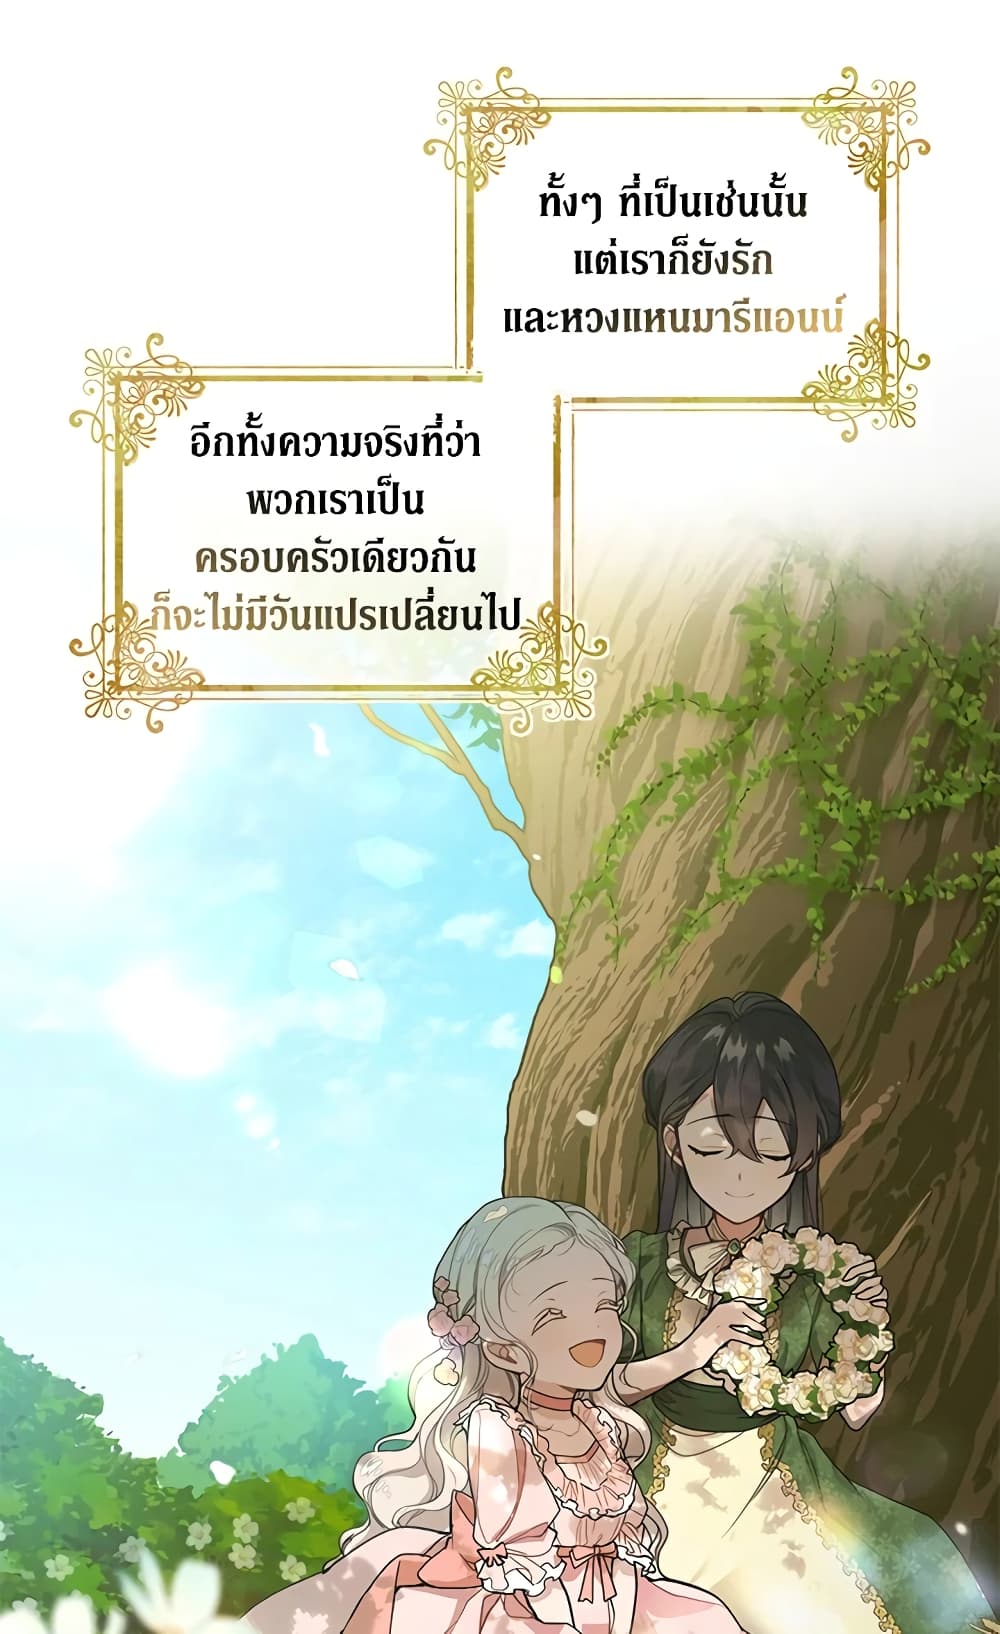 ทั้งๆ ที่เป็นเช่นนั้น
แต่เราก็ยังรัก
และหวงแหนมารีแอนน์
อีกทั้งความจริงที่ว่า
พวกเราเป็น
ครอบครัวเดียวกัน
ก็จะไม่มีวันแปรเปลี่ยนไป